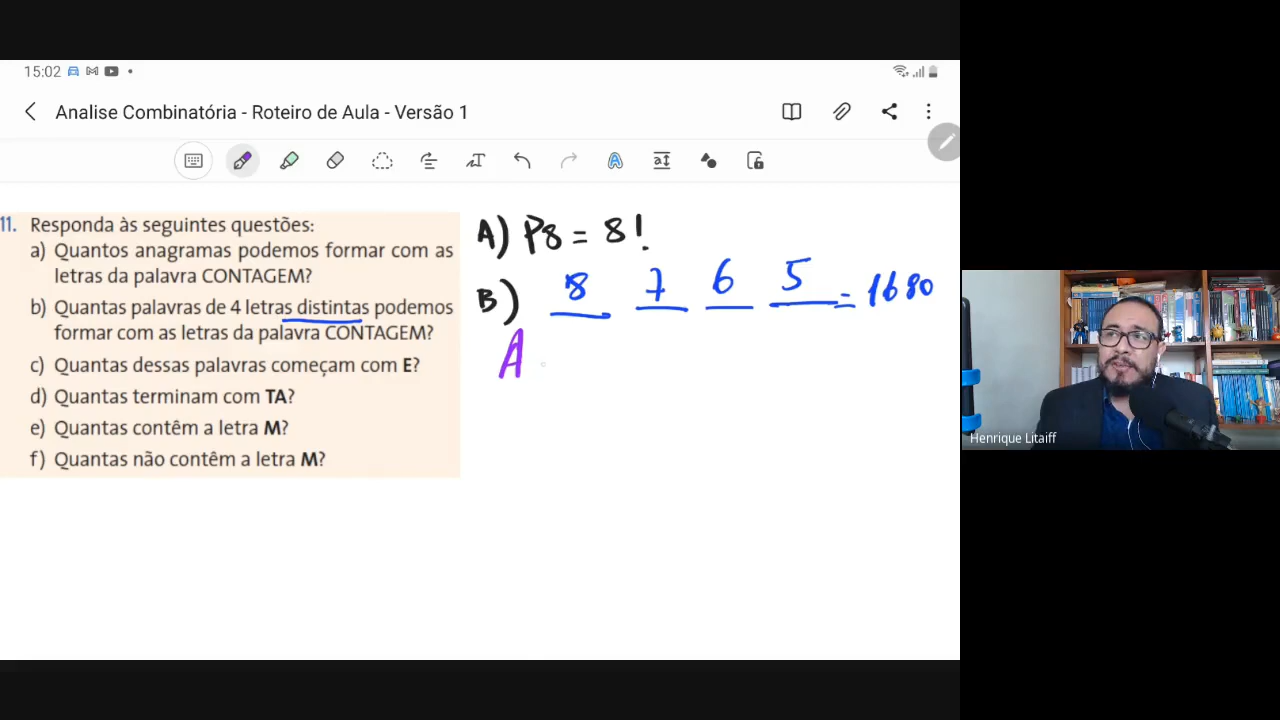 15:02
Analise Combinatória - Roteiro de Aula - Versão 1
11. Responda às seguintes questões:
a) Quantos anagramas podemos formar com as
letras da palavra CONTAGEM?
b) Quantas palavras de 4 letras distintas podemos
formar com as letras da palavra CONTAGEM?
c) Quantas dessas palavras começam com E?
d) Quantas terminam com TA?
e) Quantas contêm a letra M?
f) Quantas não contêm a letra M?
A) P8 = 8!
B) 8 7 6 5 = 1680
A
Henrique Litaiff